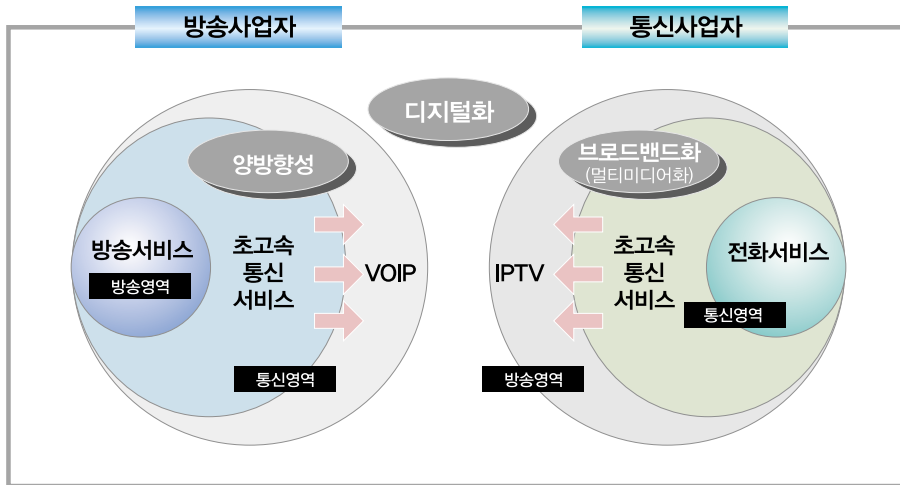 방송사업자
통신사업자
디지털화
양방향성
브로드밴드화
(멀티미디어화)
방송서비스
방송영역
초고속
통신
서비스
VOIP
통신영역
IPTV
방송영역
초고속
통신
서비스
전화서비스
통신영역